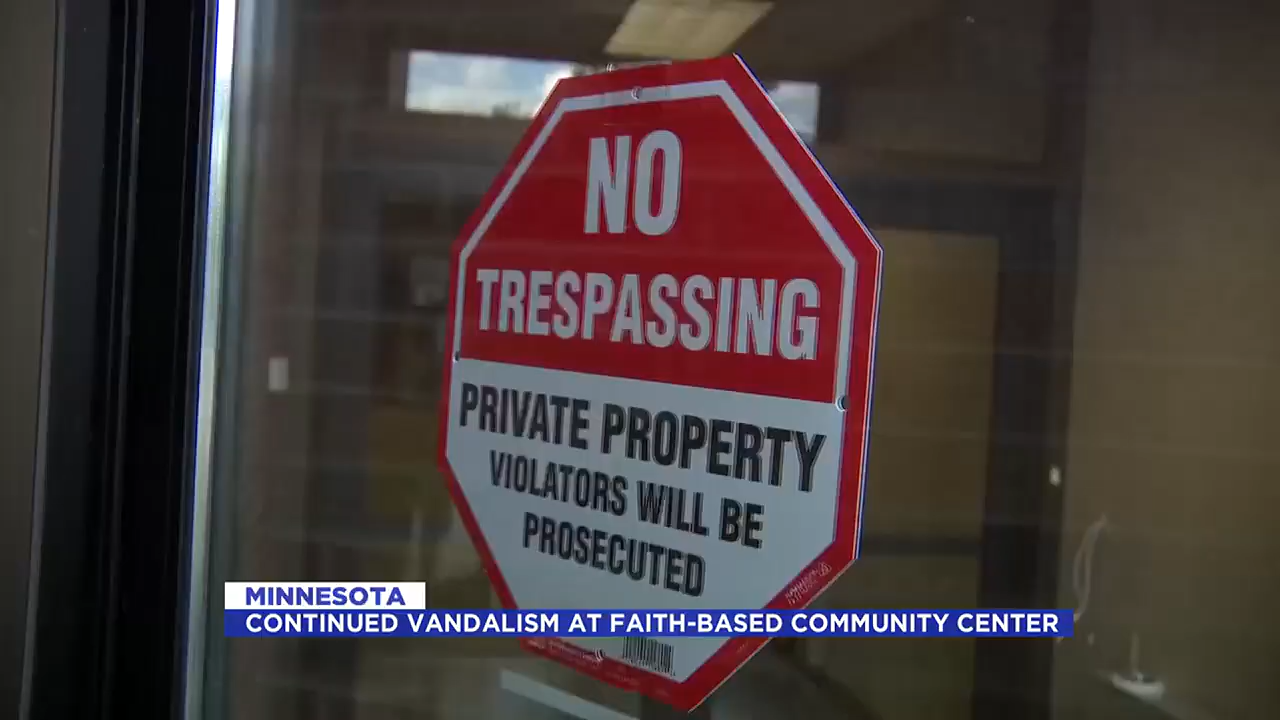 NO
TRESPASSING
PRIVATE PROPERTY
VIOLATORS WILL BE
PROSECUTED
MINNESOTA
CONTINUED VANDALISM AT FAITH-BASED COMMUNITY CENTER